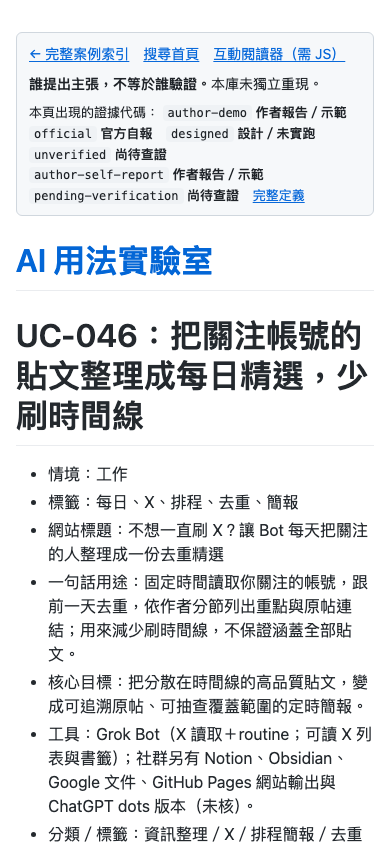 ← 完整案例索引 搜尋首頁 互動閱讀器（需 JS）
誰提出主張，不等於誰驗證。本庫未獨立重現。
本頁出現的證據代碼： author-demo 作者報告 / 示範
official 官方自報 designed 設計 / 未實跑
unverified 尚待查證
author-self-report 作者報告 / 示範
pending-verification 尚待查證 完整定義
AI 用法實驗室
UC-046：把關注帳號的
貼文整理成每日精選，少
刷時間線
• 情境：工作
• 標籤：每日、X、排程、去重、簡報
• 網站標題：不想一直刷 X？讓 Bot 每天把關注
的人整理成一份去重精選
• 一句話用途：固定時間讀取你關注的帳號，跟
前一天去重，依作者分節列出重點與原帖連
結；用來減少刷時間線，不保證涵蓋全部貼
文。
• 核心目標：把分散在時間線的高品質貼文，變
成可追溯原帖、可抽查覆蓋範圍的定時簡報。
• 工具：Grok Bot（X 讀取＋routine；可讀 X 列
表與書籤）；社群另有 Notion、Obsidian、
Google 文件、GitHub Pages 網站輸出與
ChatGPT dots 版本（未核）。
• 分類 / 標籤：資訊整理 / X / 排程簡報 / 去重